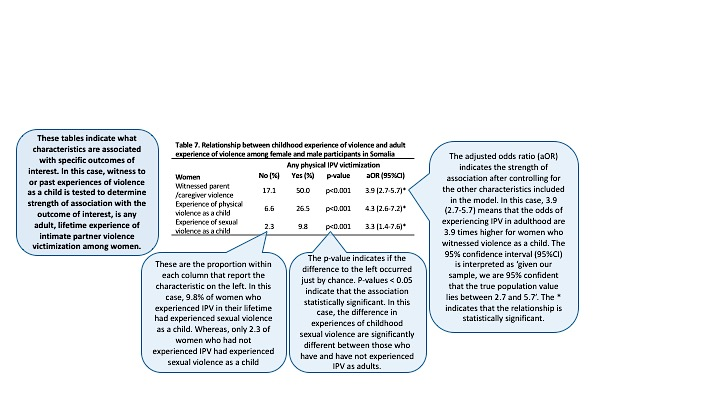 These tables indicate what
characteristics are associated
with specific outcomes of
interest. In this case, witness to
or past experiences of violence
as a child is tested to determine
strength of association with the
outcome of interest, is any
adult, lifetime experience of
intimate partner violence
victimization among women.
Table 7. Relationship between childhood experience of violence and adult
experience of violence among female and male participants in Somalia
Any physical IPV victimization
Women No (%) Yes (%) p-value aOR (95%CI)
Witnessed parent
/caregiver violence 17.1 50.0 p<0.001 3.9 (2.7-5.7)*
Experience of physical
violence as a child 6.6 26.5 p<0.001 4.3 (2.6-7.2)*
Experience of sexual
violence as a child 2.3 9.8 p<0.001 3.3 (1.4-7.6)*
The adjusted odds ratio (aOR)
indicates the strength of
association after controlling for
the other characteristics included
in the model. In this case, 3.9
(2.7-5.7) means that the odds of
experiencing IPV in adulthood are
3.9 times higher for women who
witnessed violence as a child. The
95% confidence interval (95%CI)
is interpreted as 'given our
sample, we are 95% confident
that the true population value
lies between 2.7 and 5.7'. The *
indicates that the relationship is
statistically significant.
These are the proportion within
each column that report the
characteristic on the left. In this
case, 9.8% of women who
experienced IPV in their lifetime
had experienced sexual violence
as a child. Whereas, only 2.3 of
women who had not
experienced IPV had experienced
sexual violence as a child
The p-value indicates if the
difference to the left occurred
just by chance. P-values < 0.05
indicate that the association
statistically significant. In this
case, the difference in
experiences of childhood
sexual violence are significantly
different between those who
have and have not experienced
IPV as adults.